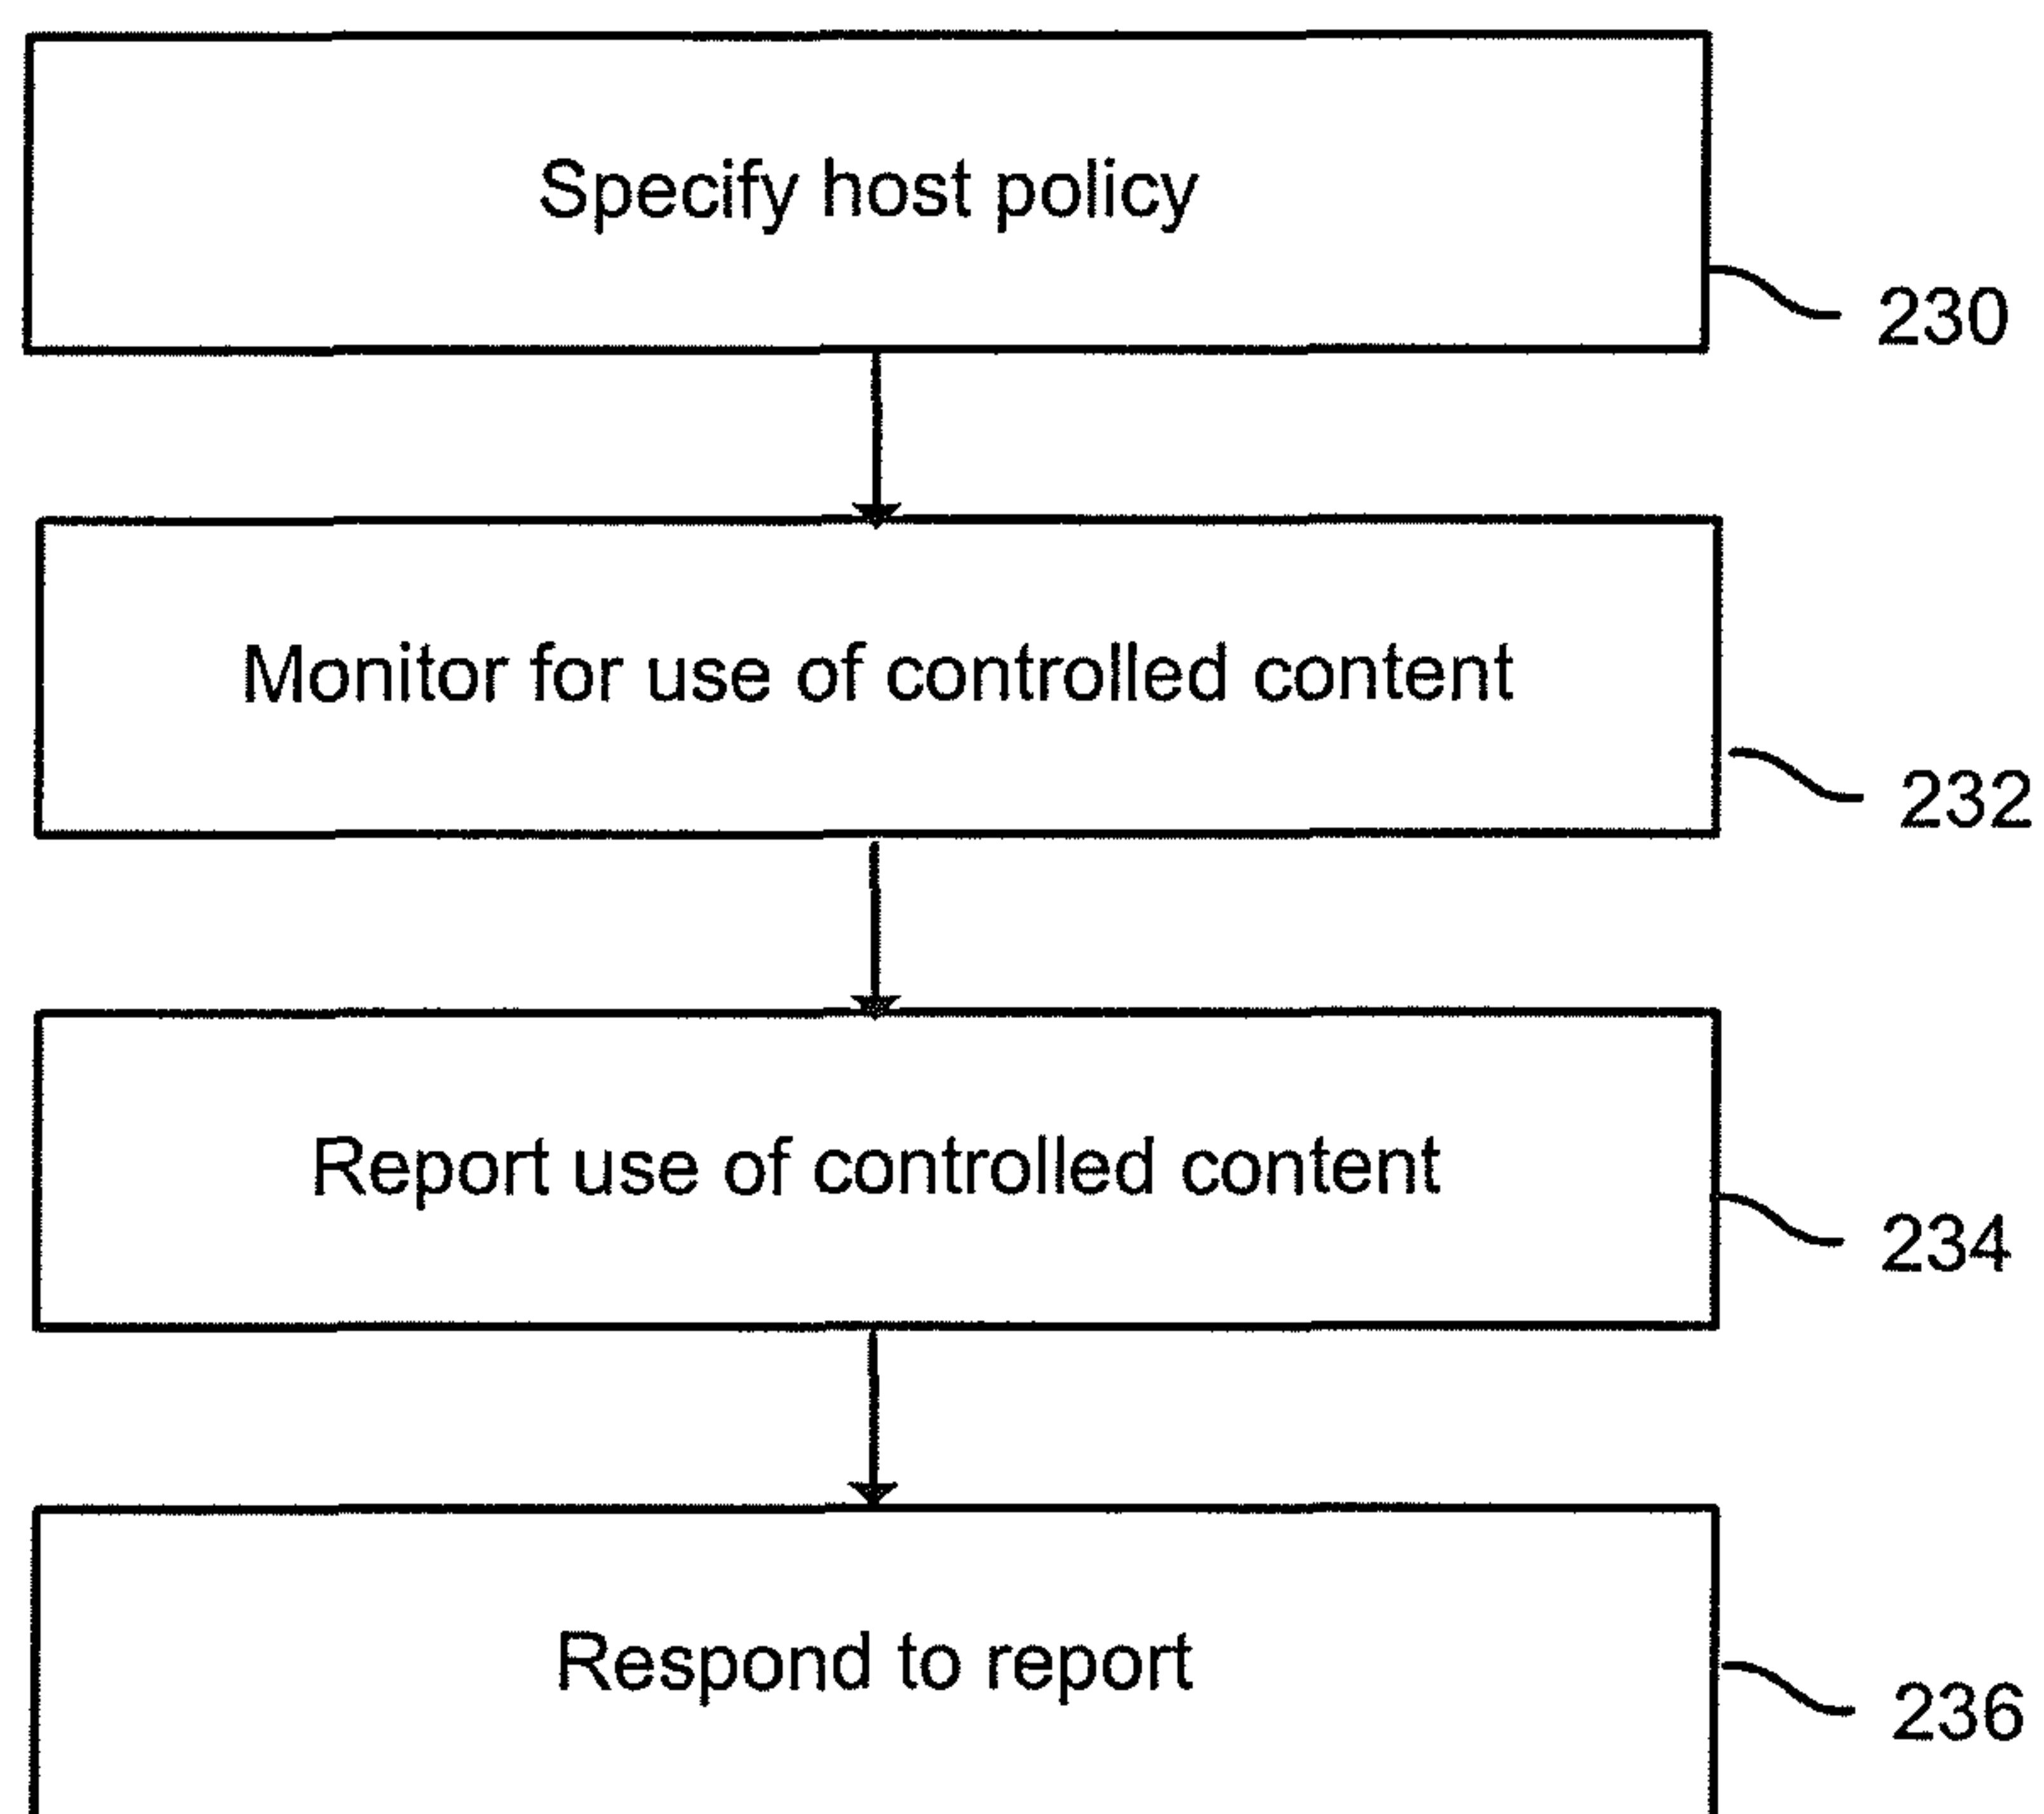 Specify host policy
230
Monitor for use of controlled content
232
Report use of controlled content
234
Respond to report
236